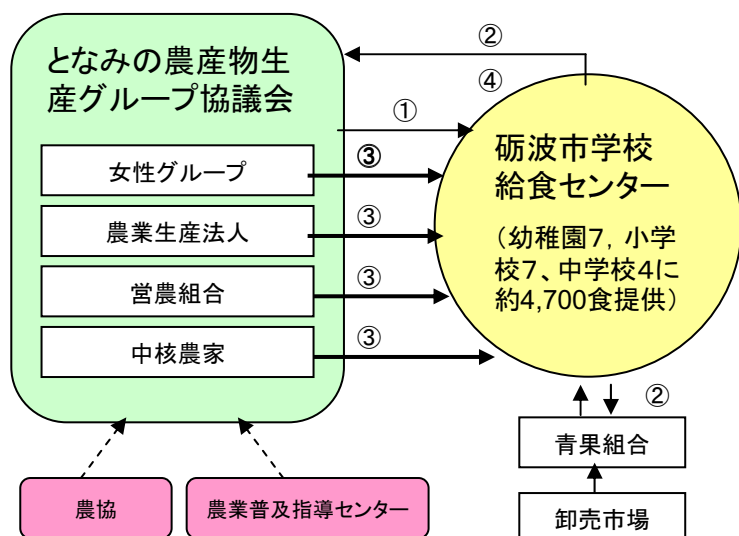 となみの農産物生
産グループ協議会
女性グループ
農業生産法人
営農組合
中核農家
②
④
①
③
③
③
③
砺波市学校
給食センター
（幼稚園7，小学
校7、中学校4に
約4,700食提供）
②
青果組合
卸売市場
農協
農業普及指導センター